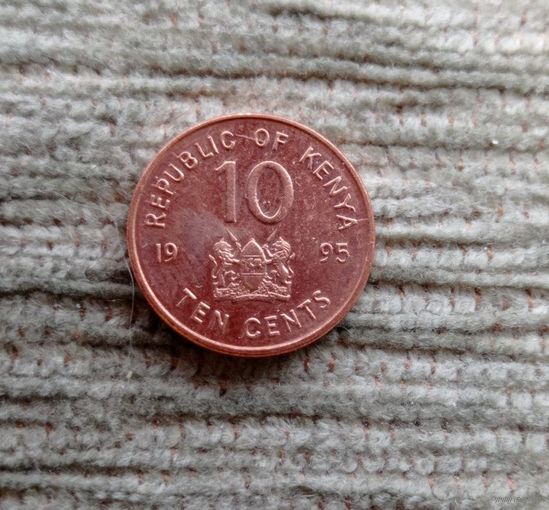 REPUBLIC OF KENYA
10
19 95
TEN CENTS